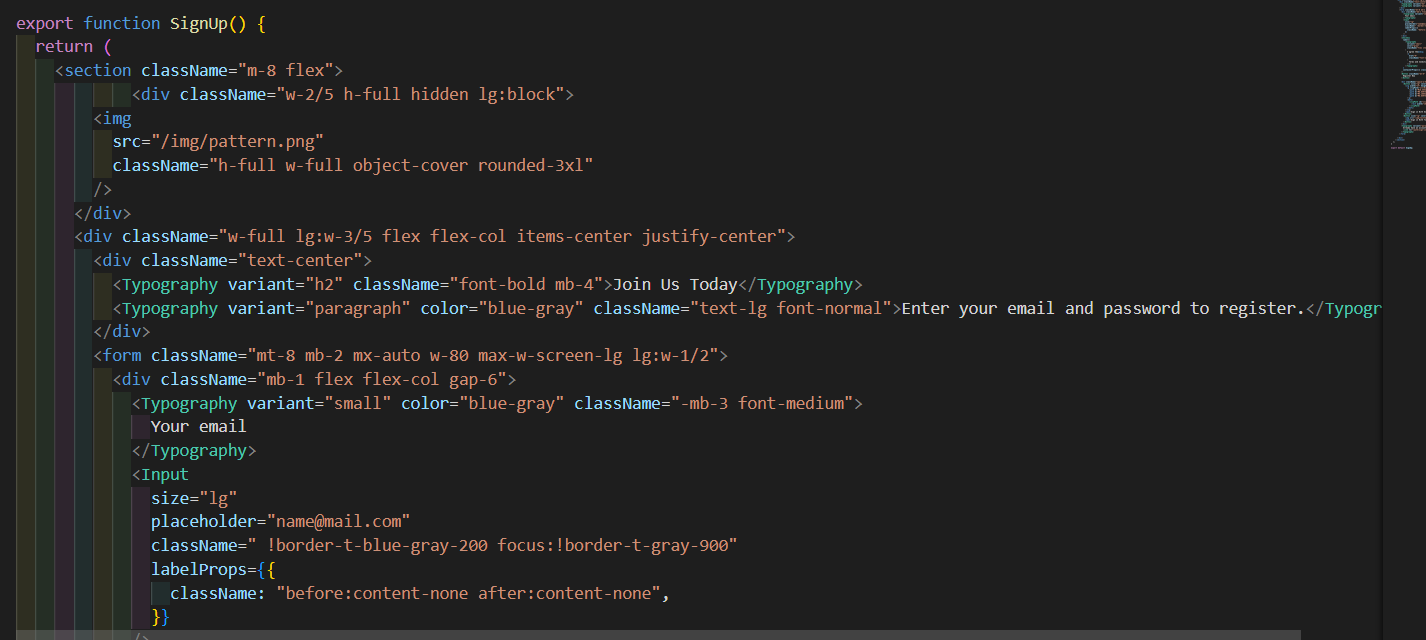 export function SignUp() {
return (
<section className="m-8 flex">
<div className="w-2/5 h-full hidden lg:block">
<img
src="/img/pattern.png"
className="h-full w-full object-cover rounded-3xl"
/>
</div>
<div className="w-full lg:w-3/5 flex flex-col items-center justify-center">
<div className="text-center">
<Typography variant="h2" className="font-bold mb-4">Join Us Today</Typography>
<Typography variant="paragraph" color="blue-gray" className="text-lg font-normal">Enter your email and password to register.</Typogr
</div>
<form className="mt-8 mb-2 mx-auto w-80 max-w-screen-lg lg:w-1/2">
<div className="mb-1 flex flex-col gap-6">
<Typography variant="small" color="blue-gray" className="-mb-3 font-medium">
Your email
</Typography>
<Input
size="lg"
placeholder="name@mail.com"
className=" !border-t-blue-gray-200 focus:!border-t-gray-900"
labelProps={{
className: "before:content-none after:content-none",
}}
/>